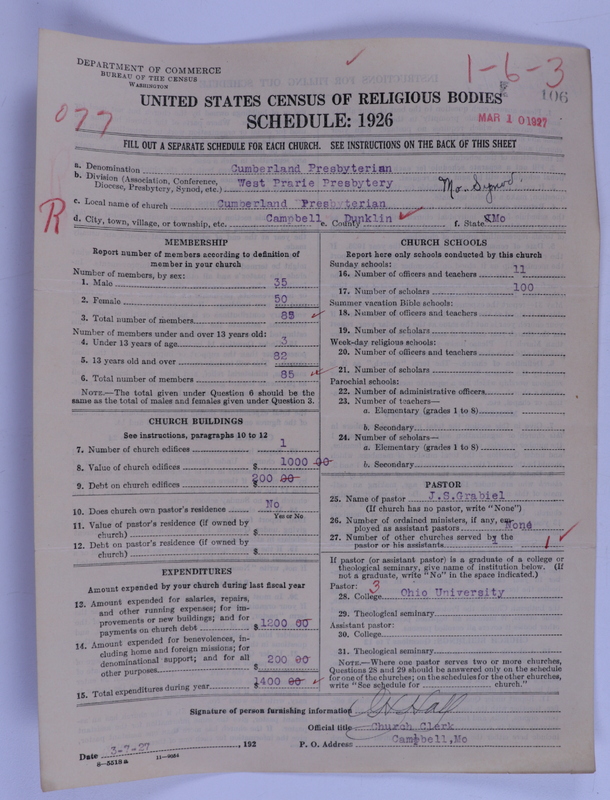 DEPARTMENT OF COMMERCE
BUREAU OF THE CENSUS
WASHINGTON
1-6-3
106
077
MAR 10 1927
UNITED STATES CENSUS OF RELIGIOUS BODIES
SCHEDULE: 1926
FILL OUT A SEPARATE SCHEDULE FOR EACH CHURCH. SEE INSTRUCTIONS ON THE BACK OF THIS SHEET
a. Denomination Cumberland Presbyterian
b. Division (Association, Conference, Diocese, Presbytery, Synod, etc.) West Prarie Presbytery Mo. Synod.
c. Local name of church Cumberland Presbyterian
R
d. City, town, village, or township, etc. Campbell e. County Dunklin f. State Mo
MEMBERSHIP
Report number of members according to definition of
member in your church
Number of members, by sex:
1. Male 35
2. Female 50
3. Total number of members 85
Number of members under and over 13 years old:
4. Under 13 years of age 3
5. 13 years old and over 82
6. Total number of members 85
NOTE.—The total given under Question 6 should be
same as the total of males and females given under Question 3.
CHURCH BUILDINGS
See instructions, paragraphs 10 to 12
7. Number of church edifices 1
8. Value of church edifices $ 1000 00
9. Debt on church edifices $ 200 00
10. Does church own pastor's residence No
Yes or No.
11. Value of pastor's residence (if owned by
church) $
12. Debt on pastor's residence (if owned by
church) $
EXPENDITURES
Amount expended by your church during last fiscal year
13. Amount expended for salaries, repairs,
and other running expenses; for im-
provements or new buildings; and for
payments on church debt $ 1200 00
14. Amount expended for benevolences, in-
cluding home and foreign missions; for
denominational support; and for all
other purposes 200 00
15. Total expenditures during year $ 1400 00
CHURCH SCHOOLS
Report here only schools conducted by this church
Sunday schools:
16. Number of officers and teachers 11
17. Number of scholars 100
Summer vacation Bible schools:
18. Number of officers and teachers
19. Number of scholars
Week-day religious schools:
20. Number of officers and teachers
21. Number of scholars
Parochial schools:
22. Number of administrative officers
23. Number of teachers—
a. Elementary (grades 1 to 8)
b. Secondary
24. Number of scholars—
a. Elementary (grades 1 to 8)
b. Secondary
PASTOR
25. Name of pastor J.S.Grabiel
(If church has no pastor, write "None")
26. Number of ordained ministers, if any, em-
ployed as assistant pastors None
27. Number of other churches served by the
pastor or his assistants 1
If pastor (or assistant pastor) is a graduate of a college or
theological seminary, give name of institution below. (If
not a graduate, write "No" in the space indicated.)
Pastor: 3
28. College Ohio University
29. Theological seminary
Assistant pastor:
30. College
31. Theological seminary
NOTE.—Where one pastor serves two or more churches,
Questions 28 and 29 should be answered only on the schedule
for one of the churches; on the schedules for the other churches,
write "See schedule for church."
Signature of person furnishing information Hall
Official title Church Clerk
Date 3-7-27, 192 P. O. Address Campbell,Mo
8-5518a 11-9064